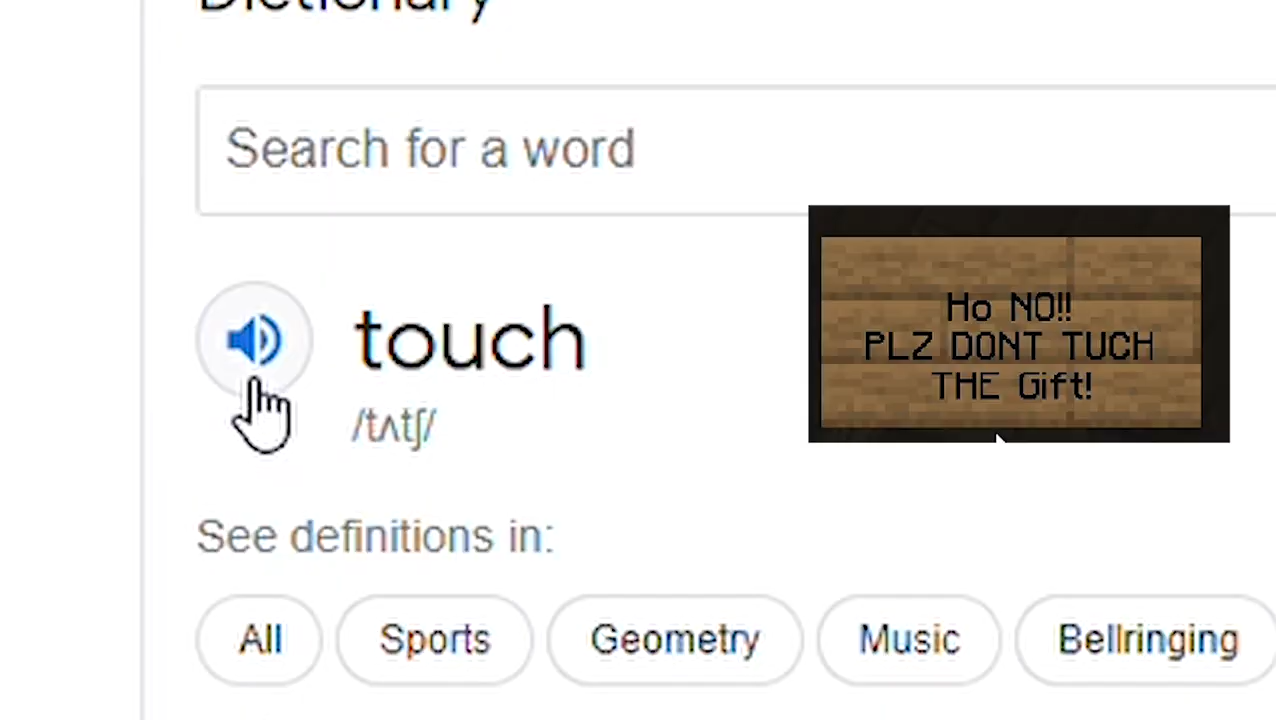 Dictionary
Search for a word
touch
/tʌtʃ/
Ho NO!!
PLZ DONT TUCH
THE Gift!
See definitions in:
All
Sports
Geometry
Music
Bellringing